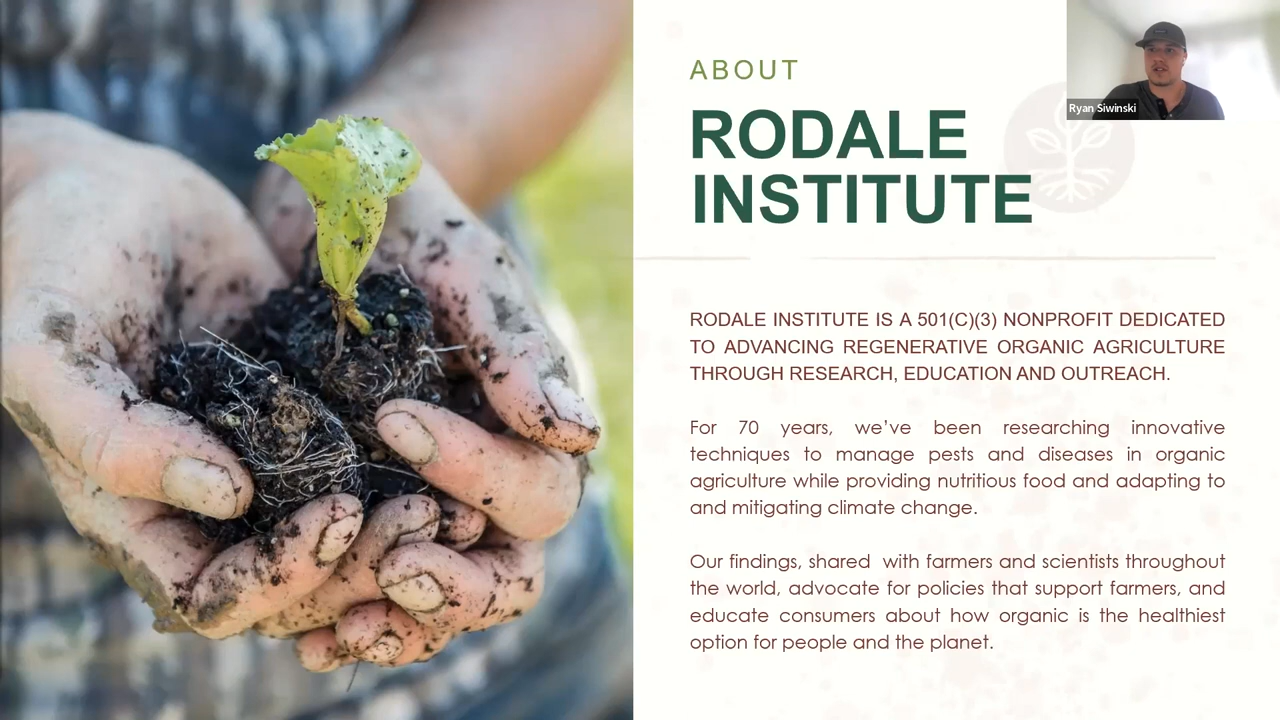 ABOUT
RODALE
INSTITUTE
Ryan Siwinski
RODALE INSTITUTE IS A 501(C)(3) NONPROFIT DEDICATED
TO ADVANCING REGENERATIVE ORGANIC AGRICULTURE
THROUGH RESEARCH, EDUCATION AND OUTREACH.
For 70 years, we’ve been researching innovative
techniques to manage pests and diseases in organic
agriculture while providing nutritious food and adapting to
and mitigating climate change.
Our findings, shared with farmers and scientists throughout
the world, advocate for policies that support farmers, and
educate consumers about how organic is the healthiest
option for people and the planet.